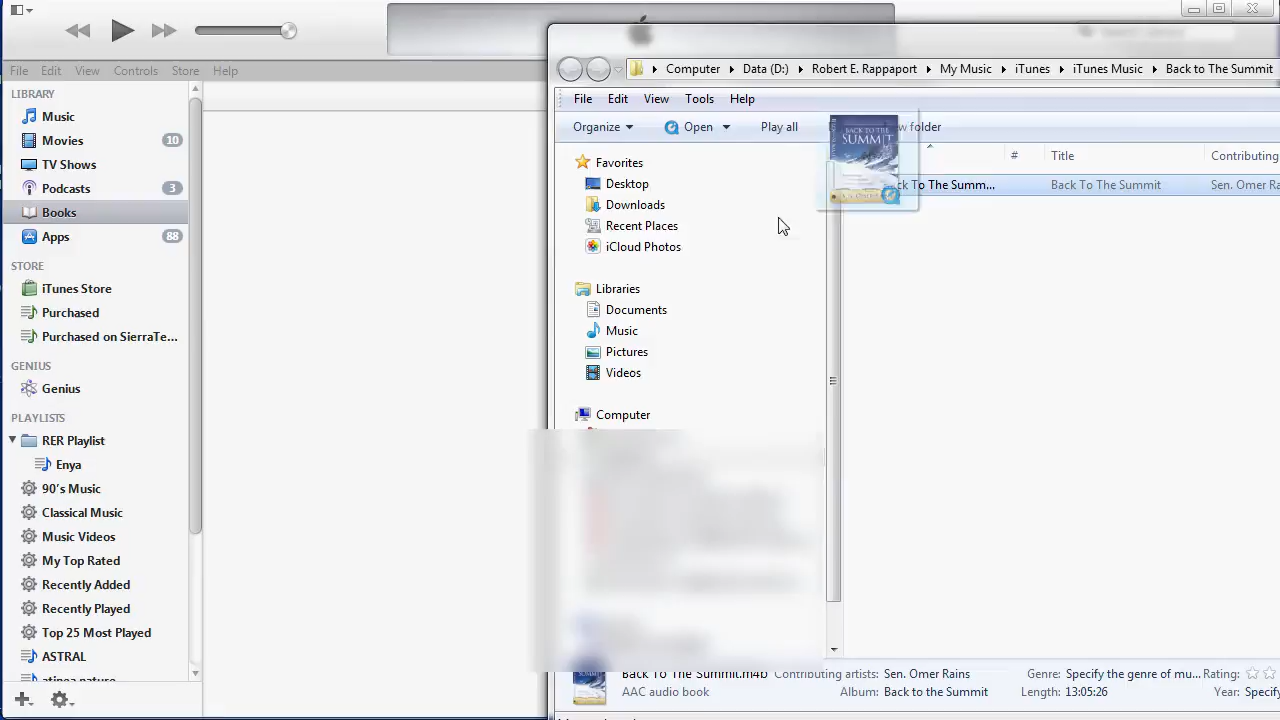 File Edit View Controls Store Help
LIBRARY
Music
Movies 10
TV Shows
Podcasts 3
Books
Apps 88
STORE
iTunes Store
Purchased
Purchased on SierraTe...
GENIUS
Genius
PLAYLISTS
RER Playlist
Enya
90's Music
Classical Music
Music Videos
My Top Rated
Recently Added
Recently Played
Top 25 Most Played
ASTRAL
Computer Data (D:) Robert E. Rappaport My Music iTunes iTunes Music Back to The Summit
File Edit View Tools Help
Organize Open Play all folder
BACK TO THE
SUMMIT
# Title Contributing
To The Summ... Back To The Summit Sen. Omer Rai
Favorites
Desktop
Downloads
Recent Places
iCloud Photos
Libraries
Documents
Music
Pictures
Videos
Computer
Back To The Summit.m4b Contributing artists: Sen. Omer Rains Genre: Specify the genre of mu... Rating:
AAC audio book Album: Back to the Summit Length: 13:05:26 Year: Specif